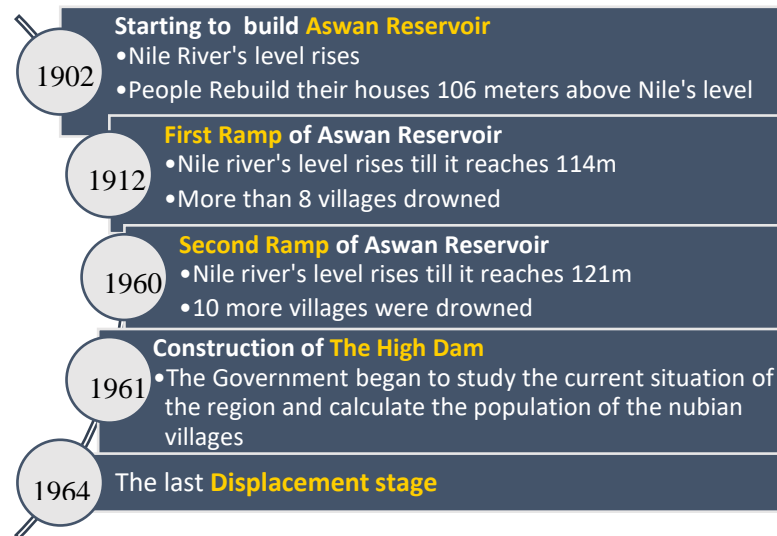 Starting to build Aswan Reservoir
1902
•Nile River's level rises
•People Rebuild their houses 106 meters above Nile's level
First Ramp of Aswan Reservoir
1912
•Nile river's level rises till it reaches 114m
•More than 8 villages drowned
Second Ramp of Aswan Reservoir
1960
•Nile river's level rises till it reaches 121m
•10 more villages were drowned
Construction of The High Dam
1961
•The Government began to study the current situation of
the region and calculate the population of the nubian
villages
1964
The last Displacement stage